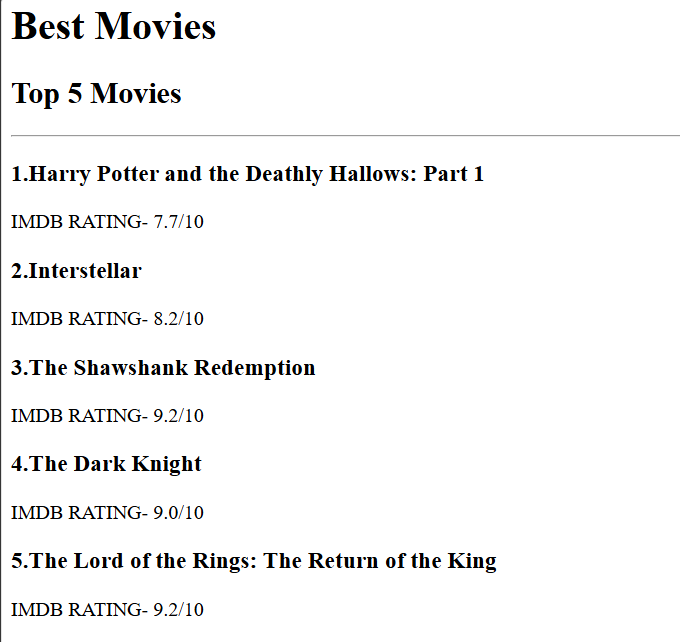 Best Movies
Top 5 Movies
1.Harry Potter and the Deathly Hallows: Part 1
IMDB RATING- 7.7/10
2.Interstellar
IMDB RATING- 8.2/10
3.The Shawshank Redemption
IMDB RATING- 9.2/10
4.The Dark Knight
IMDB RATING- 9.0/10
5.The Lord of the Rings: The Return of the King
IMDB RATING- 9.2/10